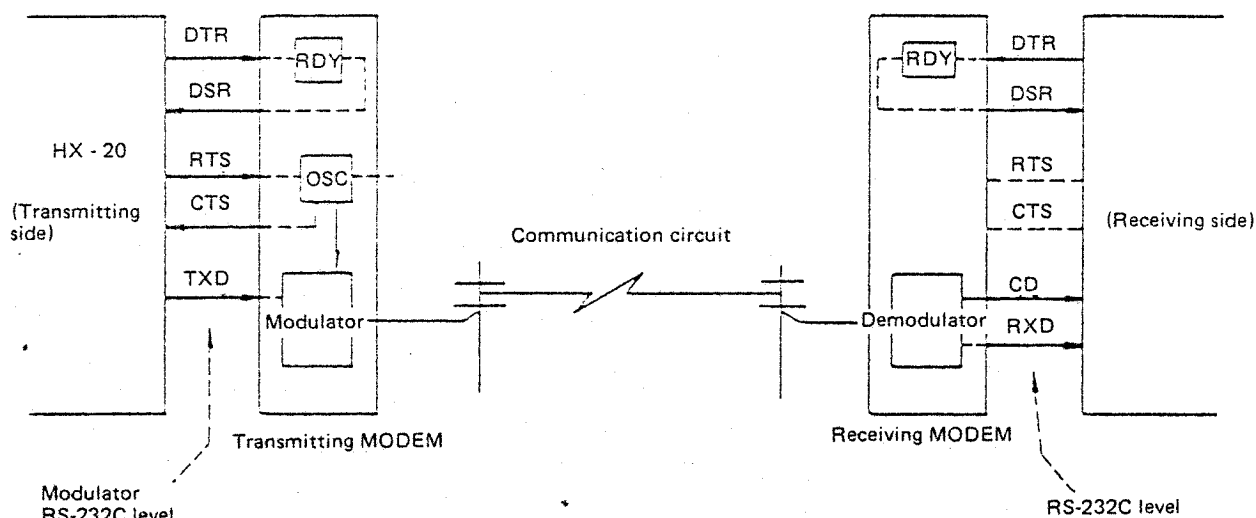 DTR
RDY
DSR
HX - 20
RTS
OSC
(Transmitting
side)
CTS
TXD
Modulator
Transmitting MODEM
Modulator
RS-232C level
Communication circuit
RDY
DTR
DSR
RTS
CTS
(Receiving side)
CD
Demodulator
RXD
Receiving MODEM
RS-232C level